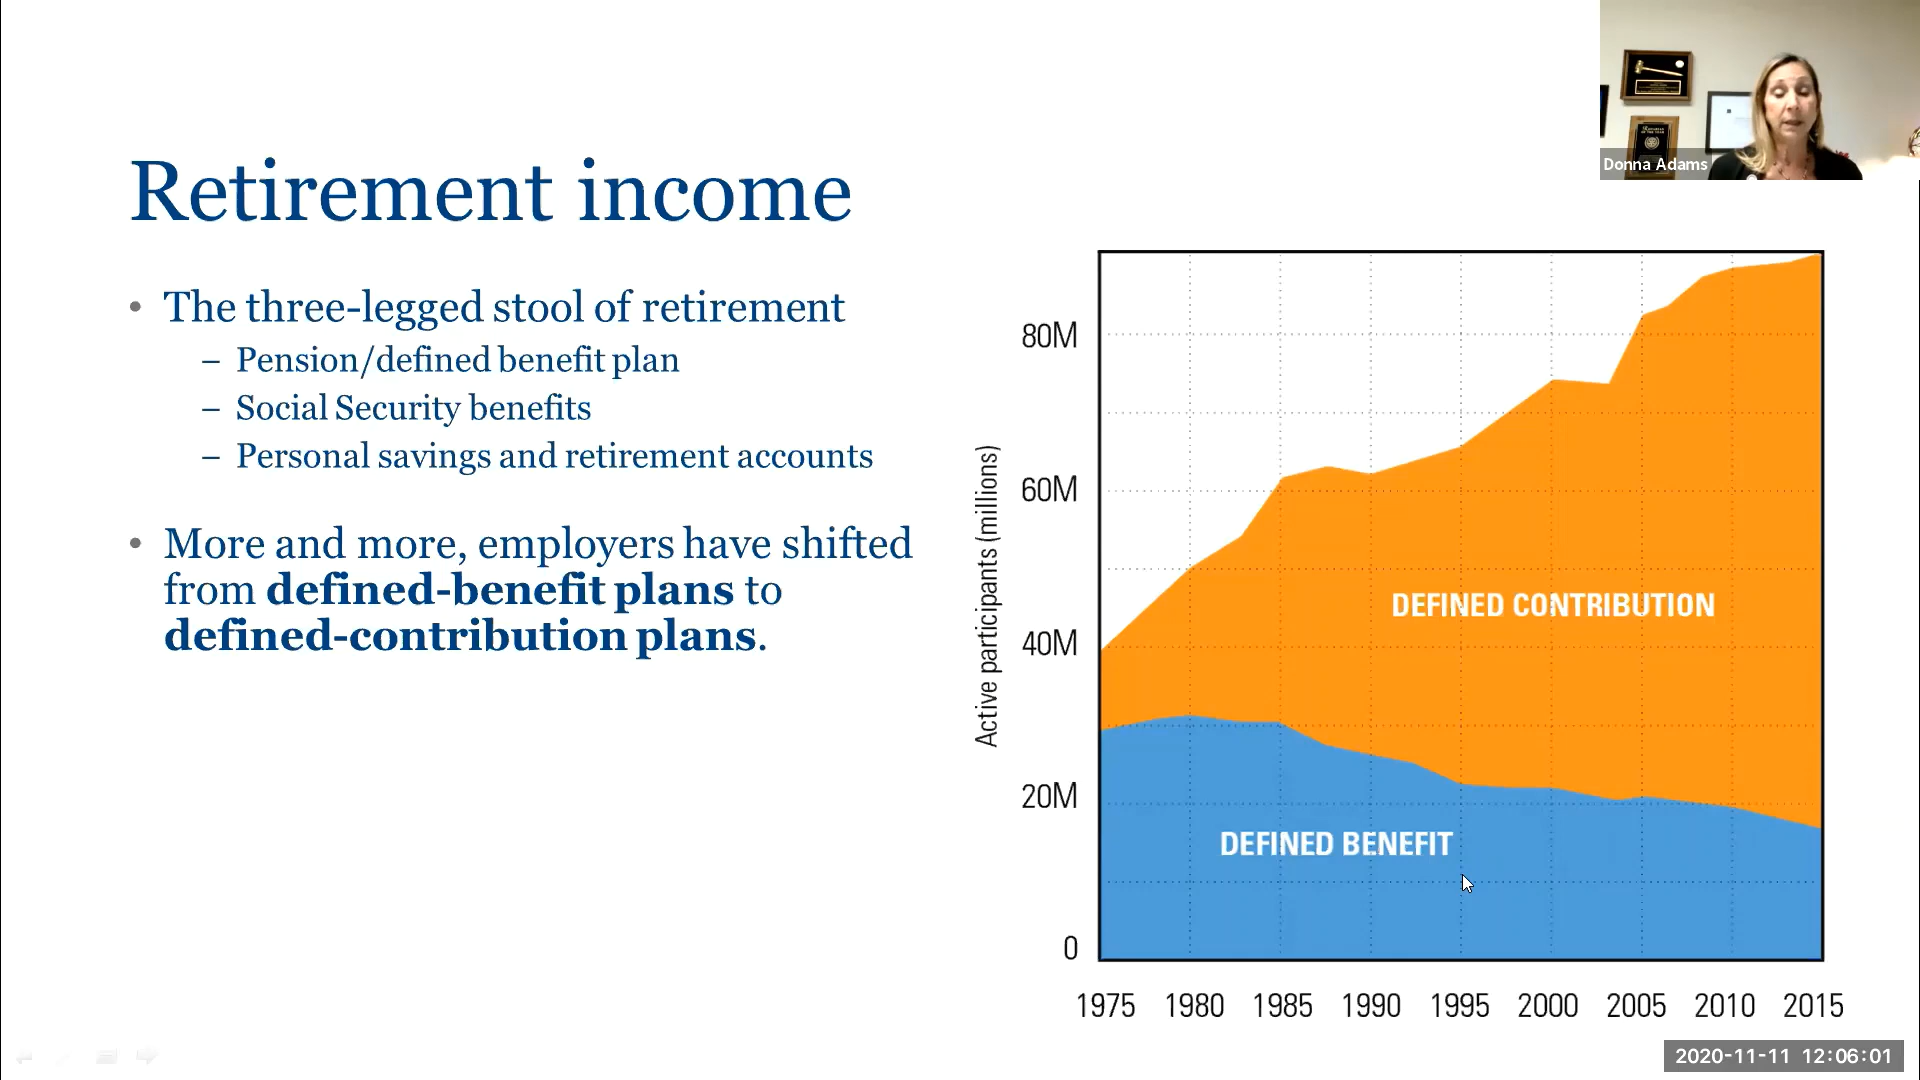 Donna Adams
Retirement income
• The three-legged stool of retirement
– Pension/defined benefit plan
– Social Security benefits
– Personal savings and retirement accounts
• More and more, employers have shifted
from defined-benefit plans to
defined-contribution plans.
Active participants (millions)
80M
60M
40M
20M
0
DEFINED CONTRIBUTION
DEFINED BENEFIT
1975 1980 1985 1990 1995 2000 2005 2010 2015
2020-11-11 12:06:01